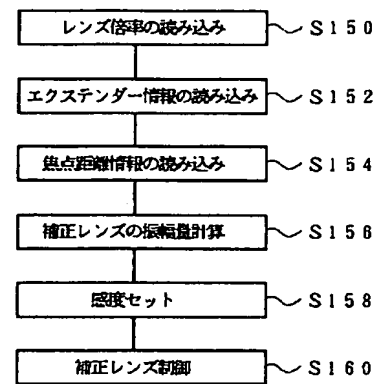 レンズ倍率の読み込み S150
エクステンダー情報の読み込み S152
焦点距離情報の読み込み S154
補正レンズの振幅量計算 S156
感度セット S158
補正レンズ制御 S160